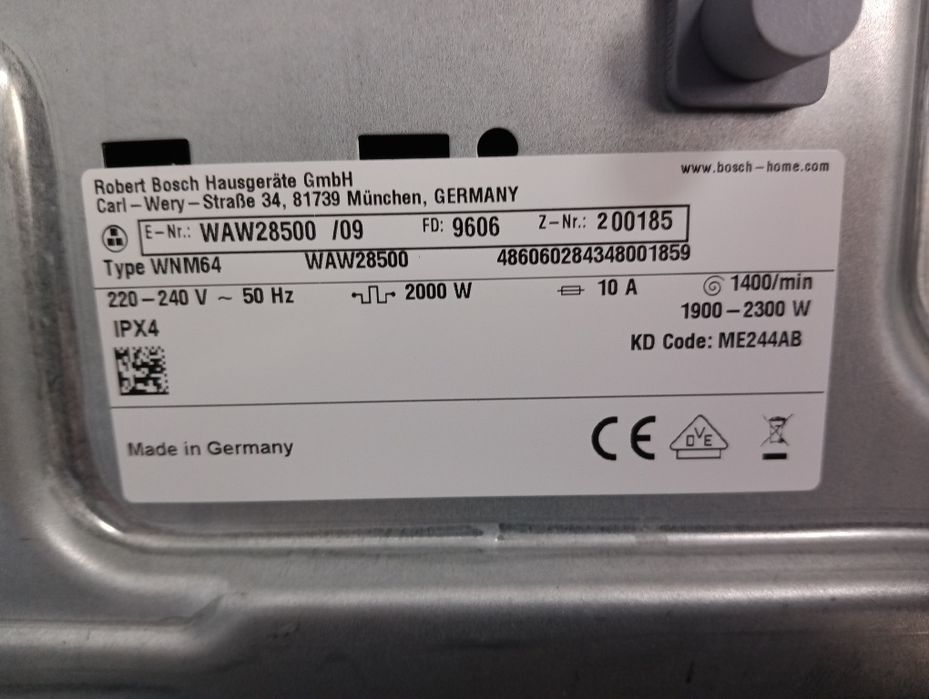 www.bosch-home.com
Robert Bosch Hausgeräte GmbH
Carl-Wery-Straße 34, 81739 München, GERMANY
E-Nr.: WAW28500 /09 FD: 9606 Z-Nr.: 200185
Type WNM64 WAW28500 486060284348001859
220-240 V ~ 50 Hz 2000 W 10 A 1400/min
IPX4 1900-2300 W
KD Code: ME244AB
Made in Germany CE OVE